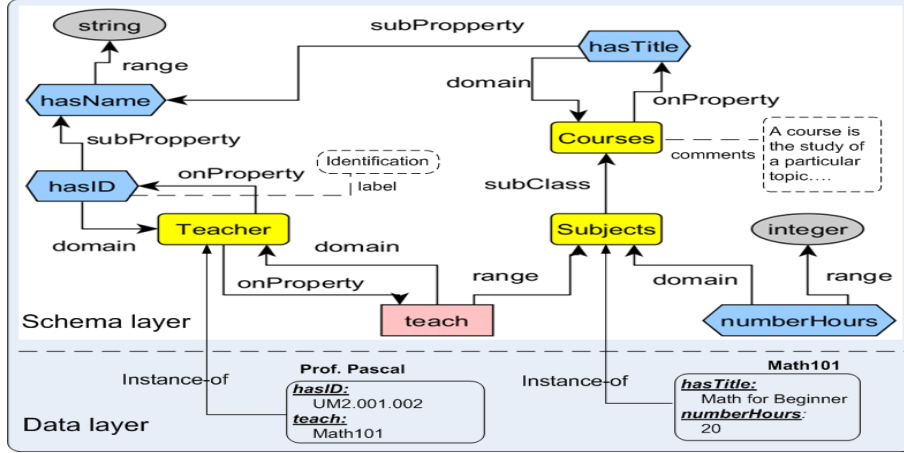 string
subPropperty
hasTitle
range
domain
onProperty
hasName
subPropperty
Courses
A course is
the study of
a particular
topic….
comments
Identification
onProperty
hasID
label
subClass
Teacher
Subjects
integer
domain
domain
onProperty
range
domain
range
teach
numberHours
Schema layer
Prof. Pascal
Math101
Instance-of
Instance-of
hasID:
UM2.001.002
teach:
Math101
hasTitle:
Math for Beginner
numberHours:
20
Data layer